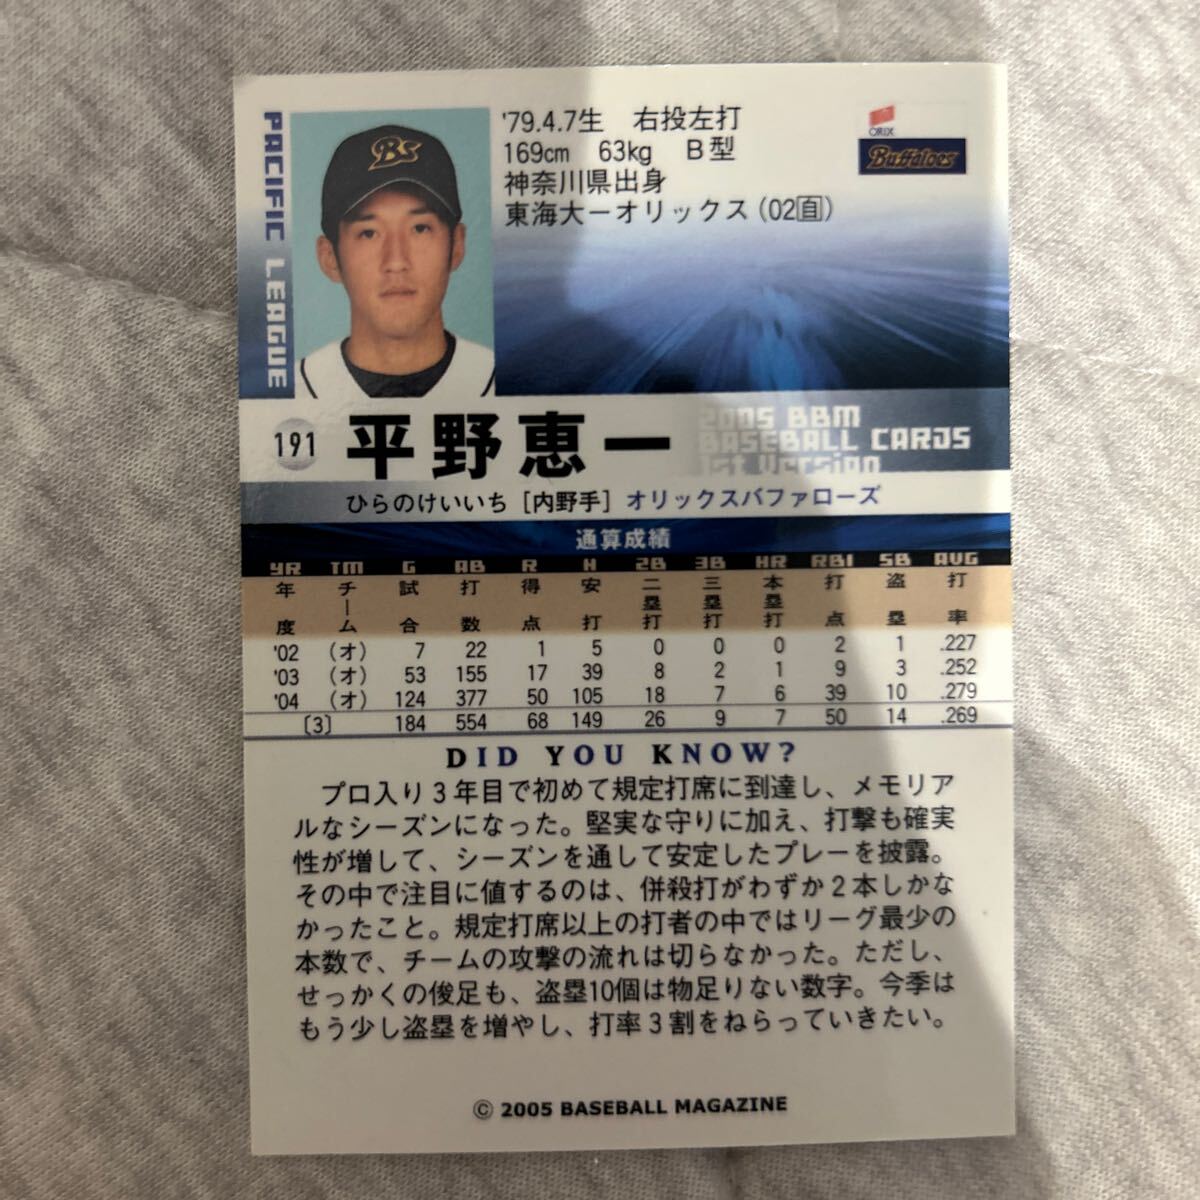 PACIFIC LEAGUE
Bs
'79.4.7生 右投左打
169cm 63kg B型
神奈川県出身
東海大－オリックス(02自)
ORIX
Buffaloes
191
平野恵一
2005 BBM
BASEBALL CARDS
1st Version
ひらのけいいち[内野手]オリックスバファローズ
通算成績
YR TM G AB R H 2B 3B HR RBI SB AVG
年度 チーム 試合 打数 得点 安打 二塁打 三塁打 本塁打 打点 盗塁 打率
'02 (オ) 7 22 1 5 0 0 0 2 1 .227
'03 (オ) 53 155 17 39 8 2 1 9 3 .252
'04 (オ) 124 377 50 105 18 7 6 39 10 .279
〔3〕 184 554 68 149 26 9 7 50 14 .269
DID YOU KNOW?
プロ入り3年目で初めて規定打席に到達し、メモリア
ルなシーズンになった。堅実な守りに加え、打撃も確実
性が増して、シーズンを通して安定したプレーを披露。
その中で注目に値するのは、併殺打がわずか2本しかな
かったこと。規定打席以上の打者の中ではリーグ最少の
本数で、チームの攻撃の流れは切らなかった。ただし、
せっかくの俊足も、盗塁10個は物足りない数字。今季は
もう少し盗塁を増やし、打率3割をねらっていきたい。
© 2005 BASEBALL MAGAZINE